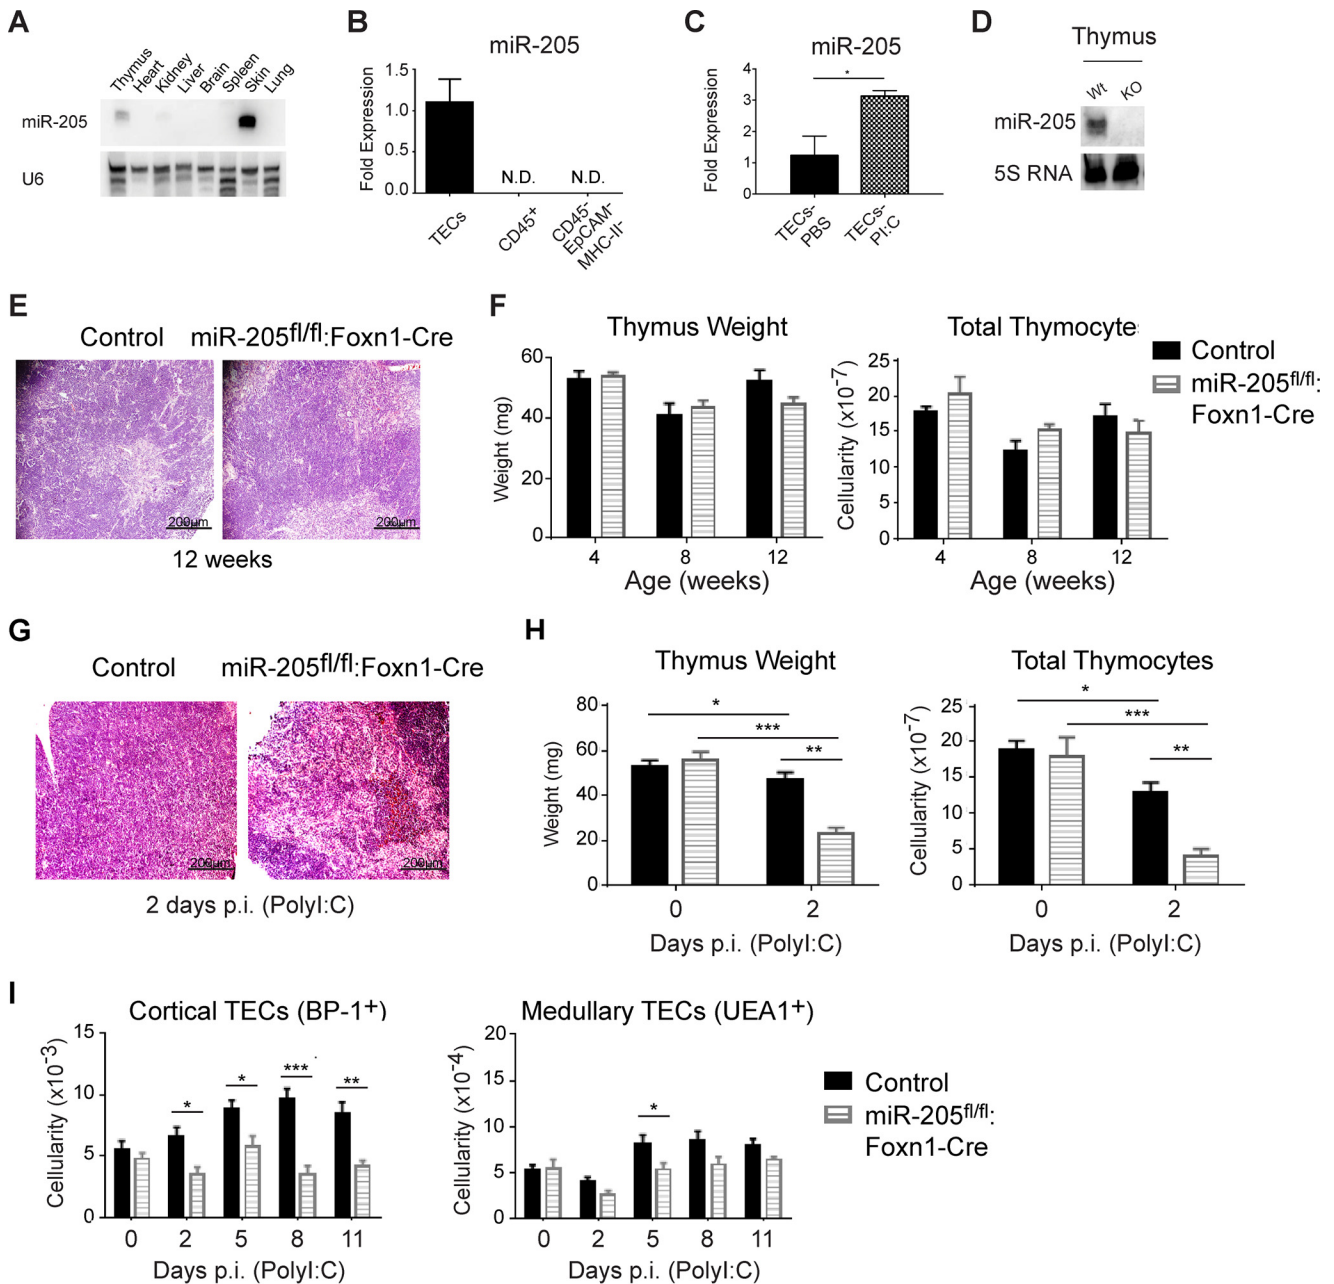 A
Thymus
Heart
Kidney
Liver
Brain
Spleen
Skin
Lung
miR-205
U6
B
miR-205
Fold Expression
1.5
1.0
0.5
0.0
N.D.
N.D.
TECs
CD45+
CD45-
EpCAM-
MHC-II-
C
miR-205
Fold Expression
4
3
2
1
0
*
TECs-
PBS
TECs-
PI:C
D
Thymus
Wt
KO
miR-205
5S RNA
E
Control
miR-205fl/fl:Foxn1-Cre
200µm
200µm
12 weeks
F
Thymus Weight
Weight (mg)
60
40
20
0
4
8
12
Age (weeks)
Total Thymocytes
Cellularity (x10-7)
25
20
15
10
5
0
4
8
12
Age (weeks)
Control
miR-205fl/fl:
Foxn1-Cre
G
Control
miR-205fl/fl:Foxn1-Cre
200µm
200µm
2 days p.i. (PolyI:C)
H
Thymus Weight
Weight (mg)
80
60
40
20
0
*
***
**
0
2
Days p.i. (PolyI:C)
Total Thymocytes
Cellularity (x10-7)
25
20
15
10
5
0
*
***
**
0
2
Days p.i. (PolyI:C)
I
Cortical TECs (BP-1+)
Cellularity (x10-3)
15
10
5
0
*
*
***
**
0
2
5
8
11
Days p.i. (PolyI:C)
Medullary TECs (UEA1+)
Cellularity (x10-4)
20
15
10
5
0
*
0
2
5
8
11
Days p.i. (PolyI:C)
Control
miR-205fl/fl:
Foxn1-Cre